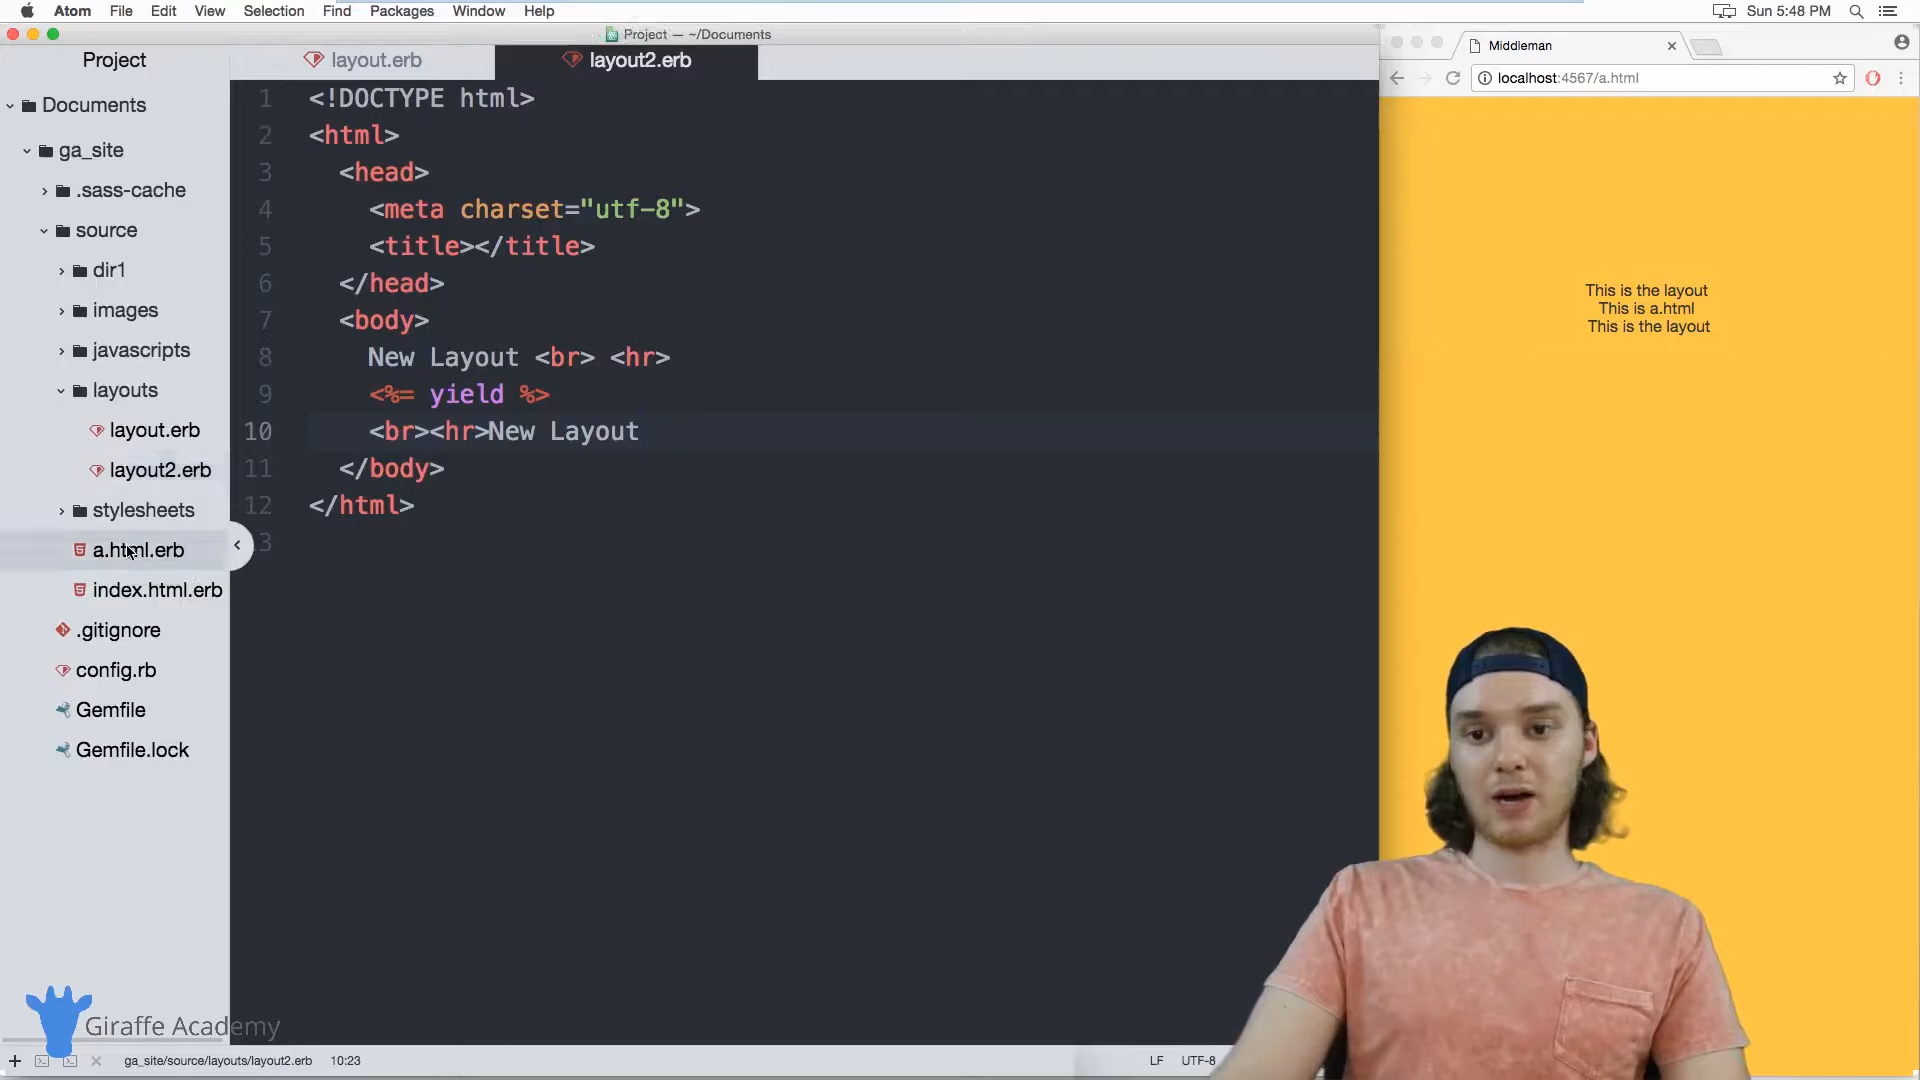 Atom File Edit View Selection Find Packages Window Help Sun 5:48 PM
Project — ~/Documents
Project
Documents
ga_site
.sass-cache
source
dir1
images
javascripts
layouts
layout.erb
layout2.erb
stylesheets
a.html.erb
index.html.erb
.gitignore
config.rb
Gemfile
Gemfile.lock
layout.erb layout2.erb
1 <!DOCTYPE html>
2 <html>
3 <head>
4 <meta charset="utf-8">
5 <title></title>
6 </head>
7 <body>
8 New Layout <br> <hr>
9 <%= yield %>
10 <br><hr>New Layout
11 </body>
12 </html>
13
Middleman
localhost:4567/a.html
This is the layout
This is a.html
This is the layout
Giraffe Academy
ga_site/source/layouts/layout2.erb 10:23 LF UTF-8